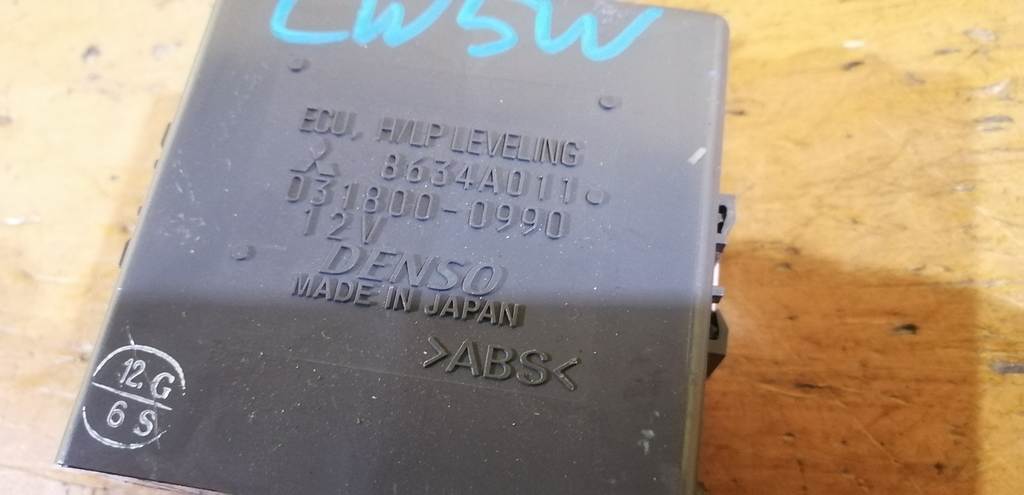 CW5W
ECU, H/LP LEVELING
8634A011
031800-0990
12V
DENSO
MADE IN JAPAN
>ABS<
12 G
6 S